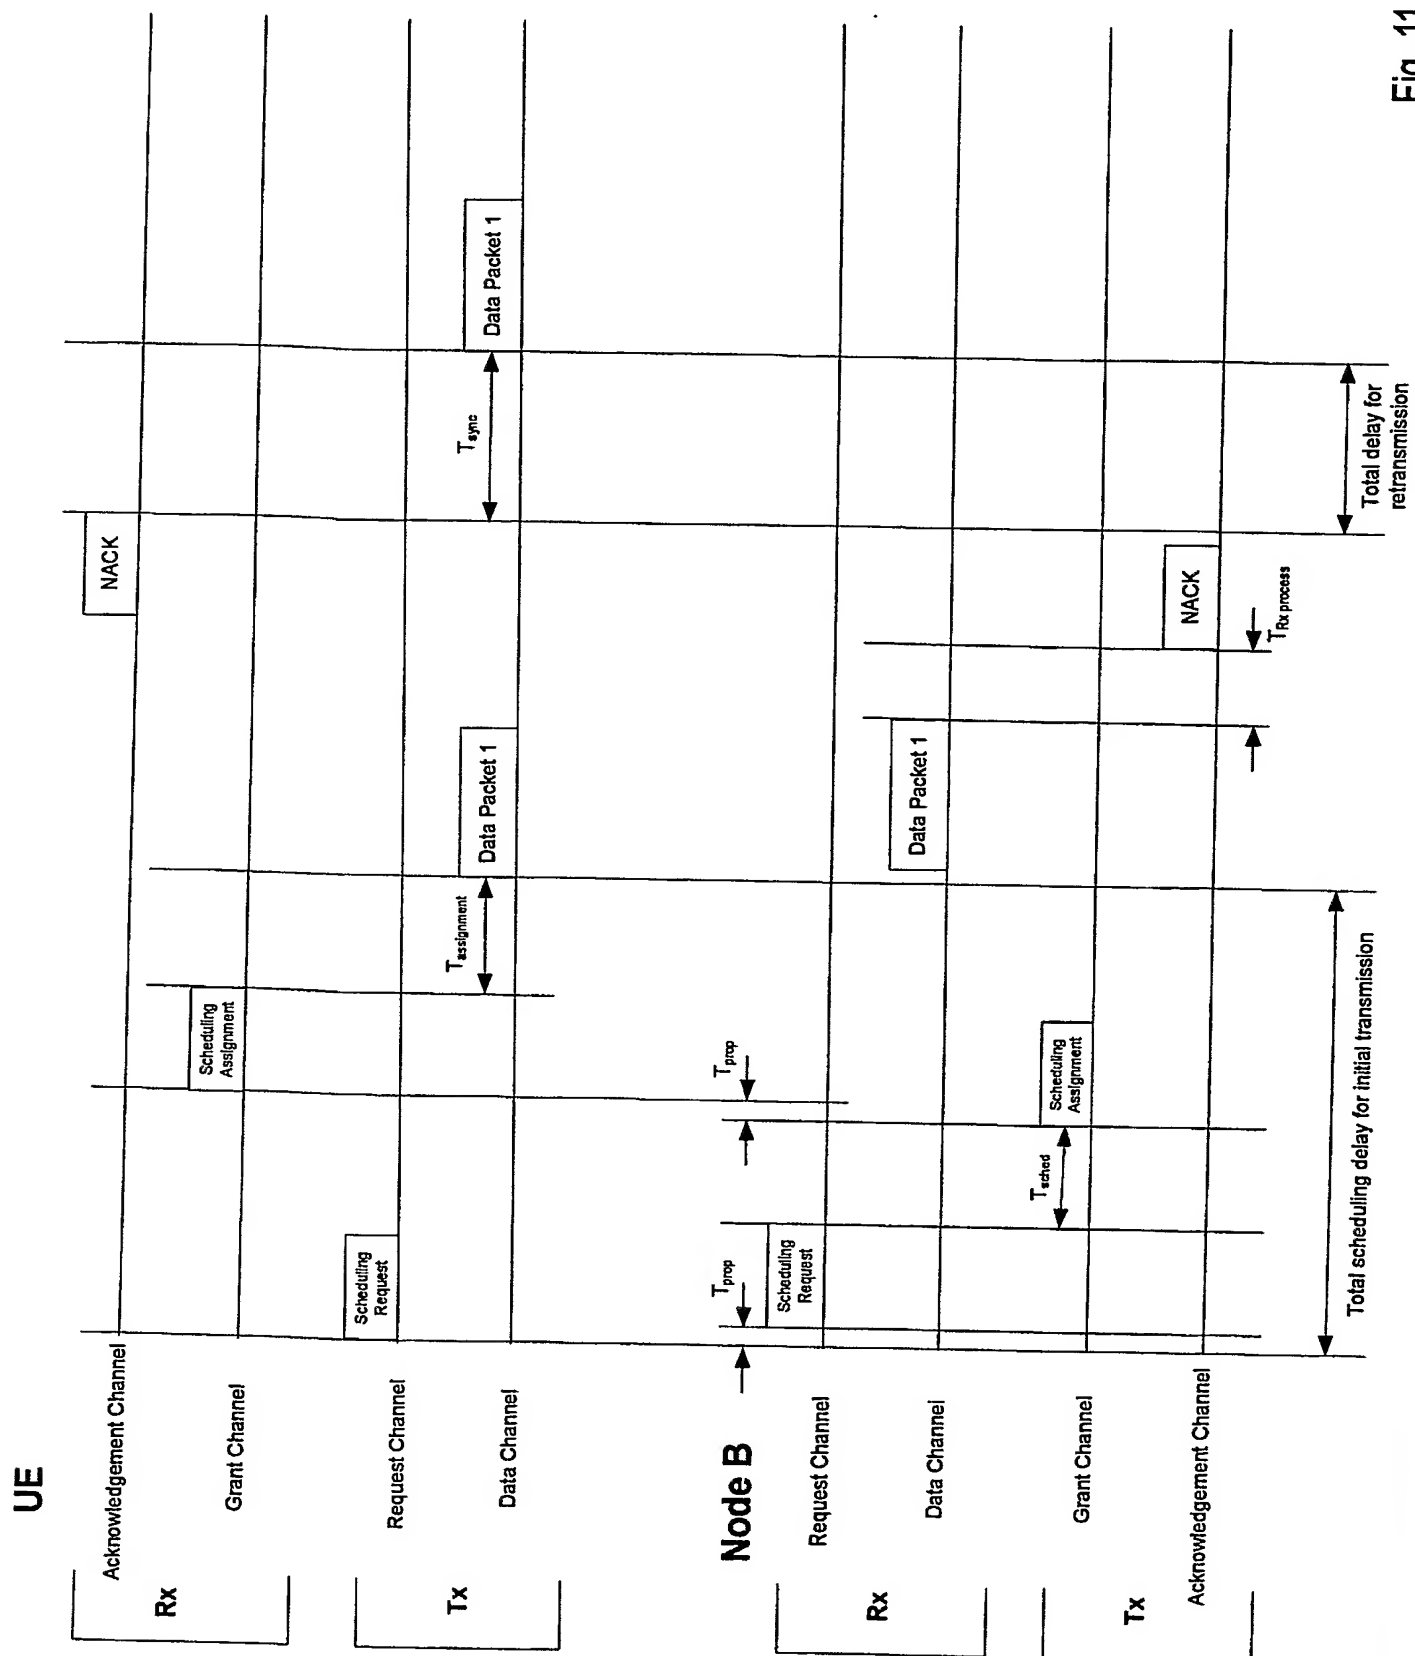 UE
Rx
Acknowledgement Channel
NACK
Grant Channel
Scheduling
Assignment
Tx
Request Channel
Scheduling
Request
Data Channel
Tassignment
Data Packet 1
Tsync
Data Packet 1
Node B
Tprop
Tprop
Rx
Request Channel
Scheduling
Request
Data Channel
Data Packet 1
Tx
Grant Channel
Tsched
Scheduling
Assignment
Acknowledgement Channel
NACK
TRx process
Total scheduling delay for initial transmission
Total delay for
retransmission
Fig. 11